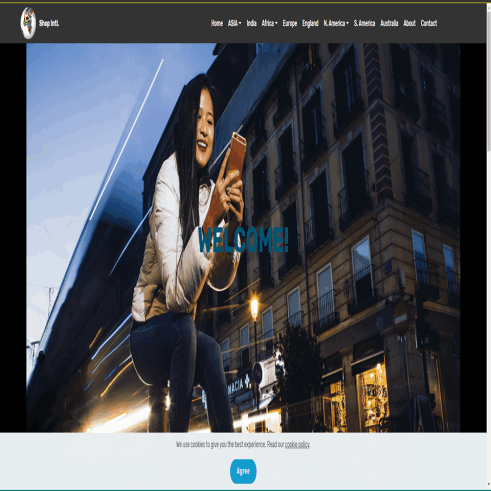 Shop Intl.
Home ASIA India Africa Europe England N. America S. America Australia About Contact
WELCOME!
FARMACIA
We use cookies to give you the best experience. Read our cookie policy.
Agree